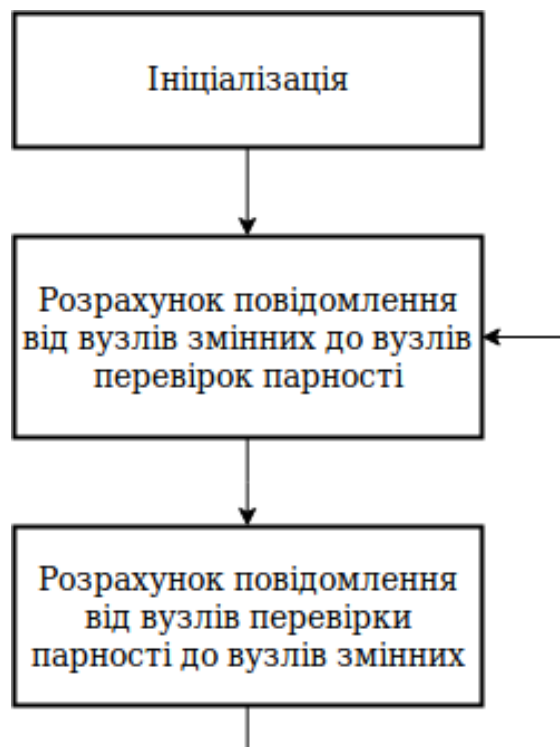 Ініціалізація
Розрахунок повідомлення
від вузлів змінних до вузлів
перевірок парності
Розрахунок повідомлення
від вузлів перевірки
парності до вузлів змінних